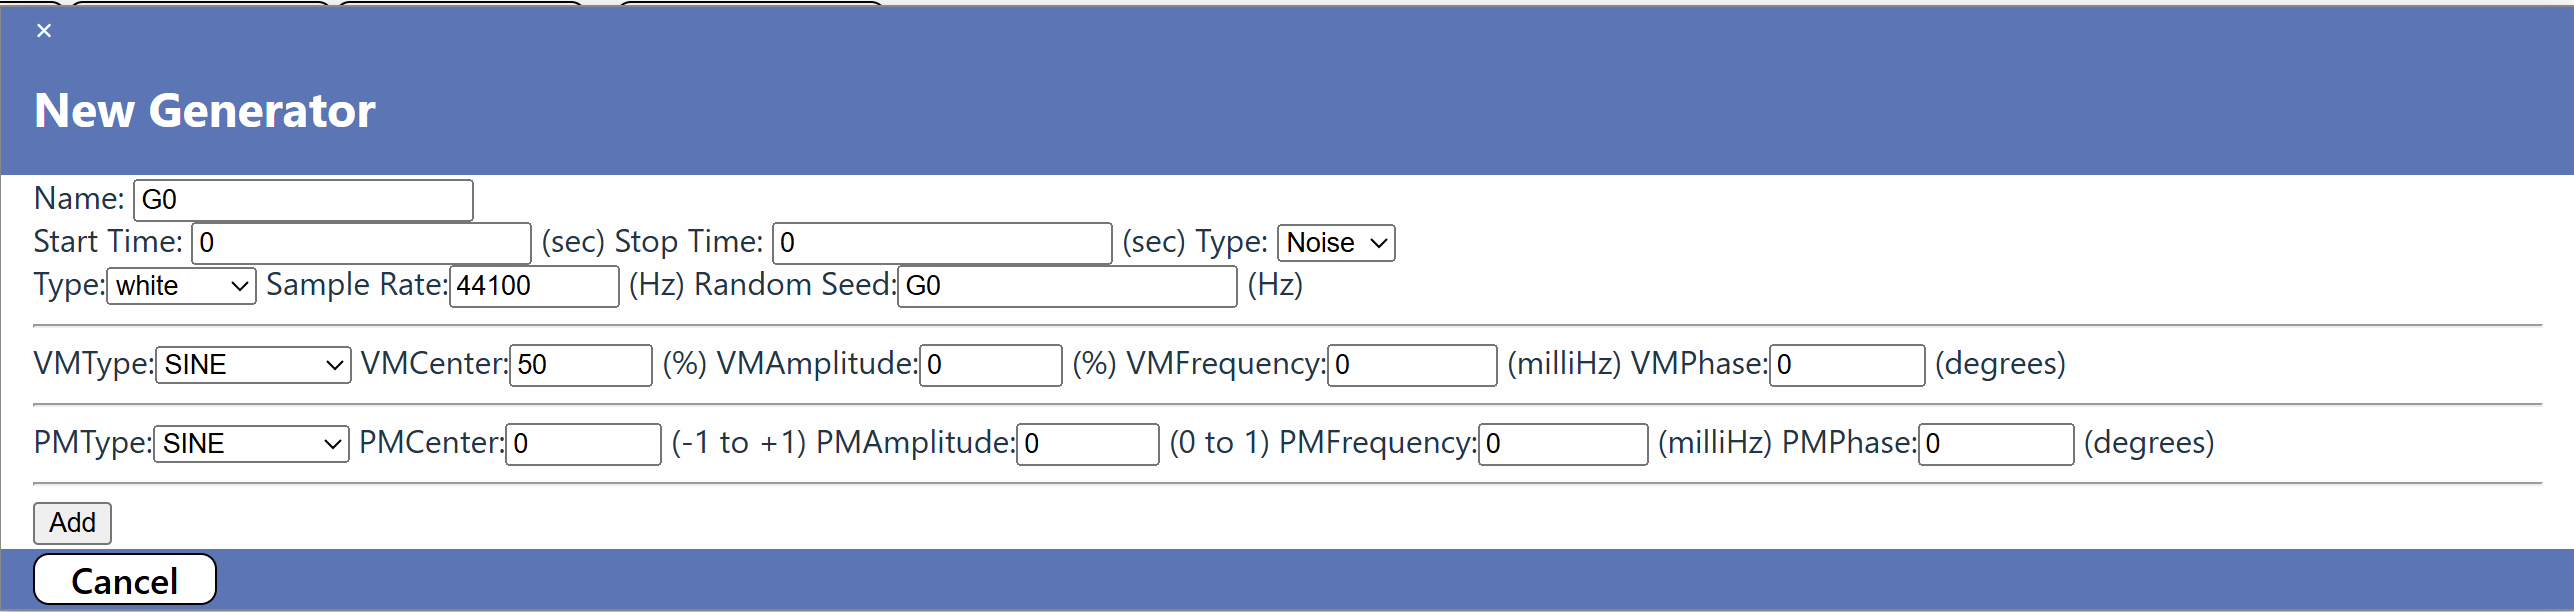 ×
New Generator
Name: G0
Start Time: 0 (sec) Stop Time: 0 (sec) Type: Noise
Type: white Sample Rate: 44100 (Hz) Random Seed: G0 (Hz)
VMType: SINE VMCenter: 50 (%) VMAmplitude: 0 (%) VMFrequency: 0 (milliHz) VMPhase: 0 (degrees)
PMType: SINE PMCenter: 0 (-1 to +1) PMAmplitude: 0 (0 to 1) PMFrequency: 0 (milliHz) PMPhase: 0 (degrees)
Add
Cancel